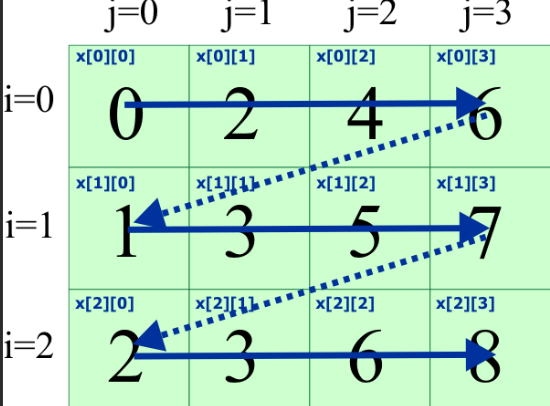 j=0 j=1 j=2 j=3
x[0][0] x[0][1] x[0][2] x[0][3]
i=0 0 2 4 6
x[1][0] x[1][1] x[1][2] x[1][3]
i=1 1 3 5 7
x[2][0] x[2][1] x[2][2] x[2][3]
i=2 2 3 6 8